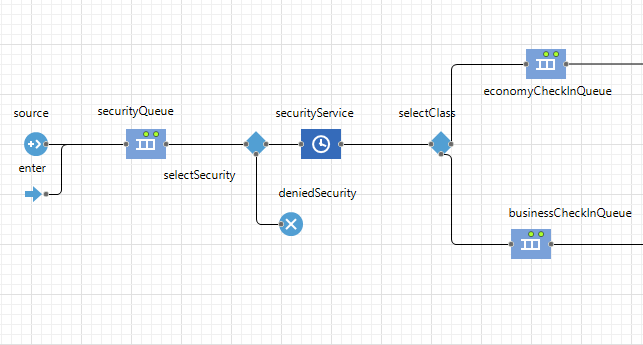 economyCheckInQueue
source
securityQueue
securityService
selectClass
enter
selectSecurity
deniedSecurity
businessCheckInQueue